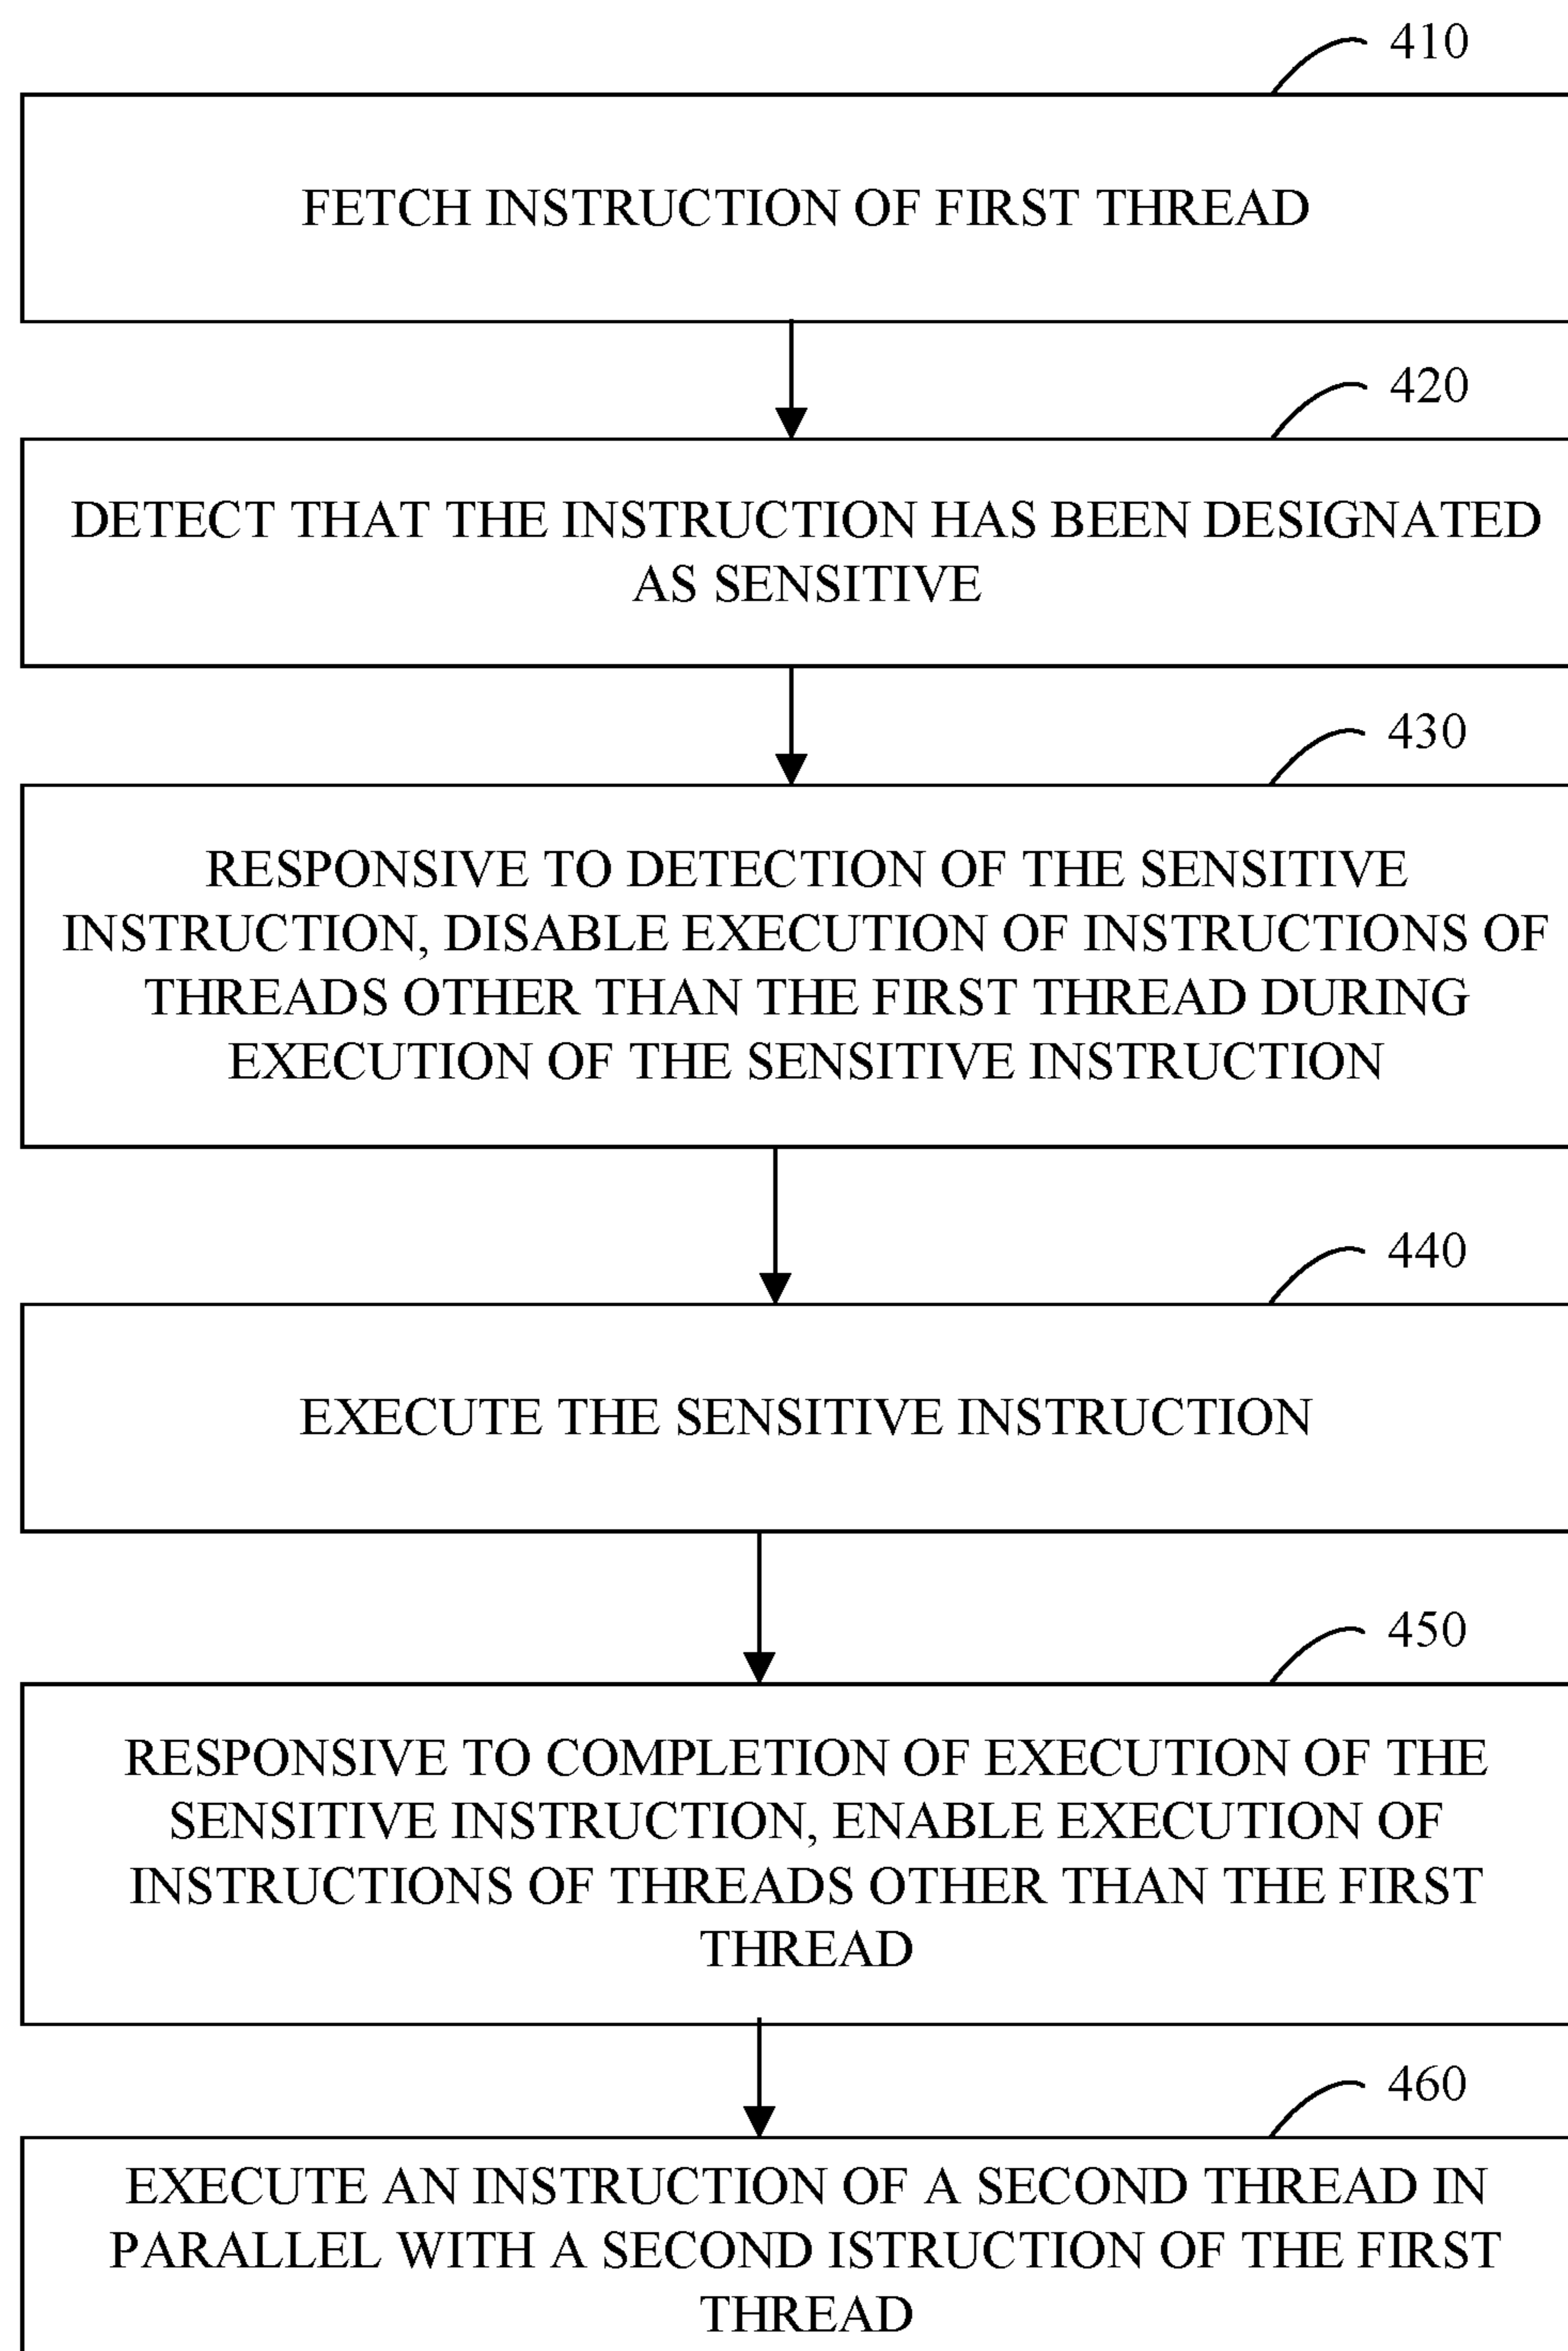 410
FETCH INSTRUCTION OF FIRST THREAD
420
DETECT THAT THE INSTRUCTION HAS BEEN DESIGNATED
AS SENSITIVE
430
RESPONSIVE TO DETECTION OF THE SENSITIVE
INSTRUCTION, DISABLE EXECUTION OF INSTRUCTIONS OF
THREADS OTHER THAN THE FIRST THREAD DURING
EXECUTION OF THE SENSITIVE INSTRUCTION
440
EXECUTE THE SENSITIVE INSTRUCTION
450
RESPONSIVE TO COMPLETION OF EXECUTION OF THE
SENSITIVE INSTRUCTION, ENABLE EXECUTION OF
INSTRUCTIONS OF THREADS OTHER THAN THE FIRST
THREAD
460
EXECUTE AN INSTRUCTION OF A SECOND THREAD IN
PARALLEL WITH A SECOND ISTRUCTION OF THE FIRST
THREAD